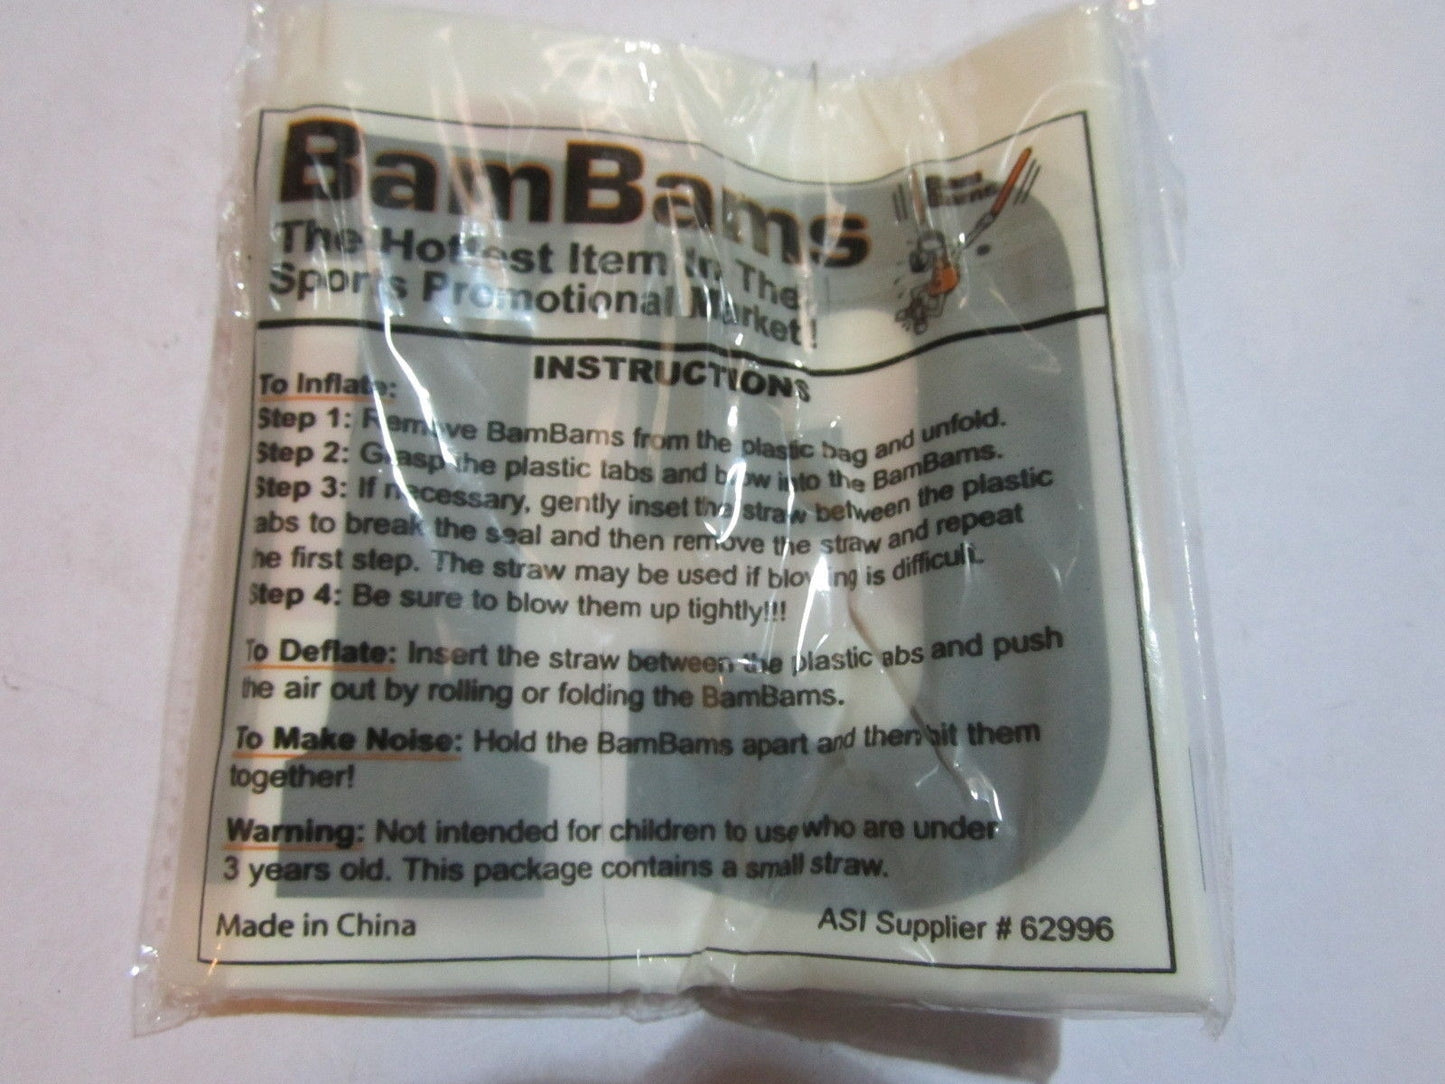 BamBams
The Hottest Item In The
Sports Promotional Market!
INSTRUCTIONS
To Inflate:
Step 1: Remove BamBams from the plastic bag and unfold.
Step 2: Grasp the plastic tabs and blow into the BamBams.
Step 3: If necessary, gently inset the straw between the plastic
abs to break the seal and then remove the straw and repeat
he first step. The straw may be used if blowing is difficult.
Step 4: Be sure to blow them up tightly!!!
To Deflate: Insert the straw between the plastic abs and push
the air out by rolling or folding the BamBams.
To Make Noise: Hold the BamBams apart and then hit them
together!
Warning: Not intended for children to use who are under
3 years old. This package contains a small straw.
Made in China
ASI Supplier # 62996